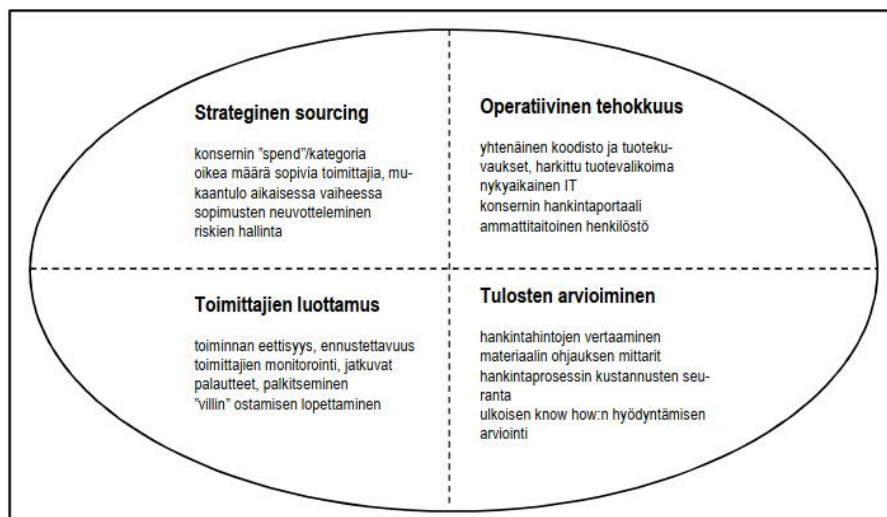 Strateginen sourcing
konsernin ”spend”/kategoria
oikea määrä sopivia toimittajia, mu-
kaantulo aikaisessa vaiheessa
sopimusten neuvotteleminen
riskien hallinta
Operatiivinen tehokkuus
yhtenäinen koodisto ja tuoteku-
vaukset, harkittu tuotevalikoima
nykyaikainen IT
konsernin hankintaportaali
ammattitaitoinen henkilöstö
Toimittajien luottamus
toiminnan eettisyys, ennustettavuus
toimittajien monitorointi, jatkuvat
palautteet, palkitseminen
”villin” ostamisen lopettaminen
Tulosten arvioiminen
hankintahintojen vertaaminen
materiaalin ohjauksen mittarit
hankintaprosessin kustannusten seu-
ranta
ulkoisen know how:n hyödyntämisen
arviointi